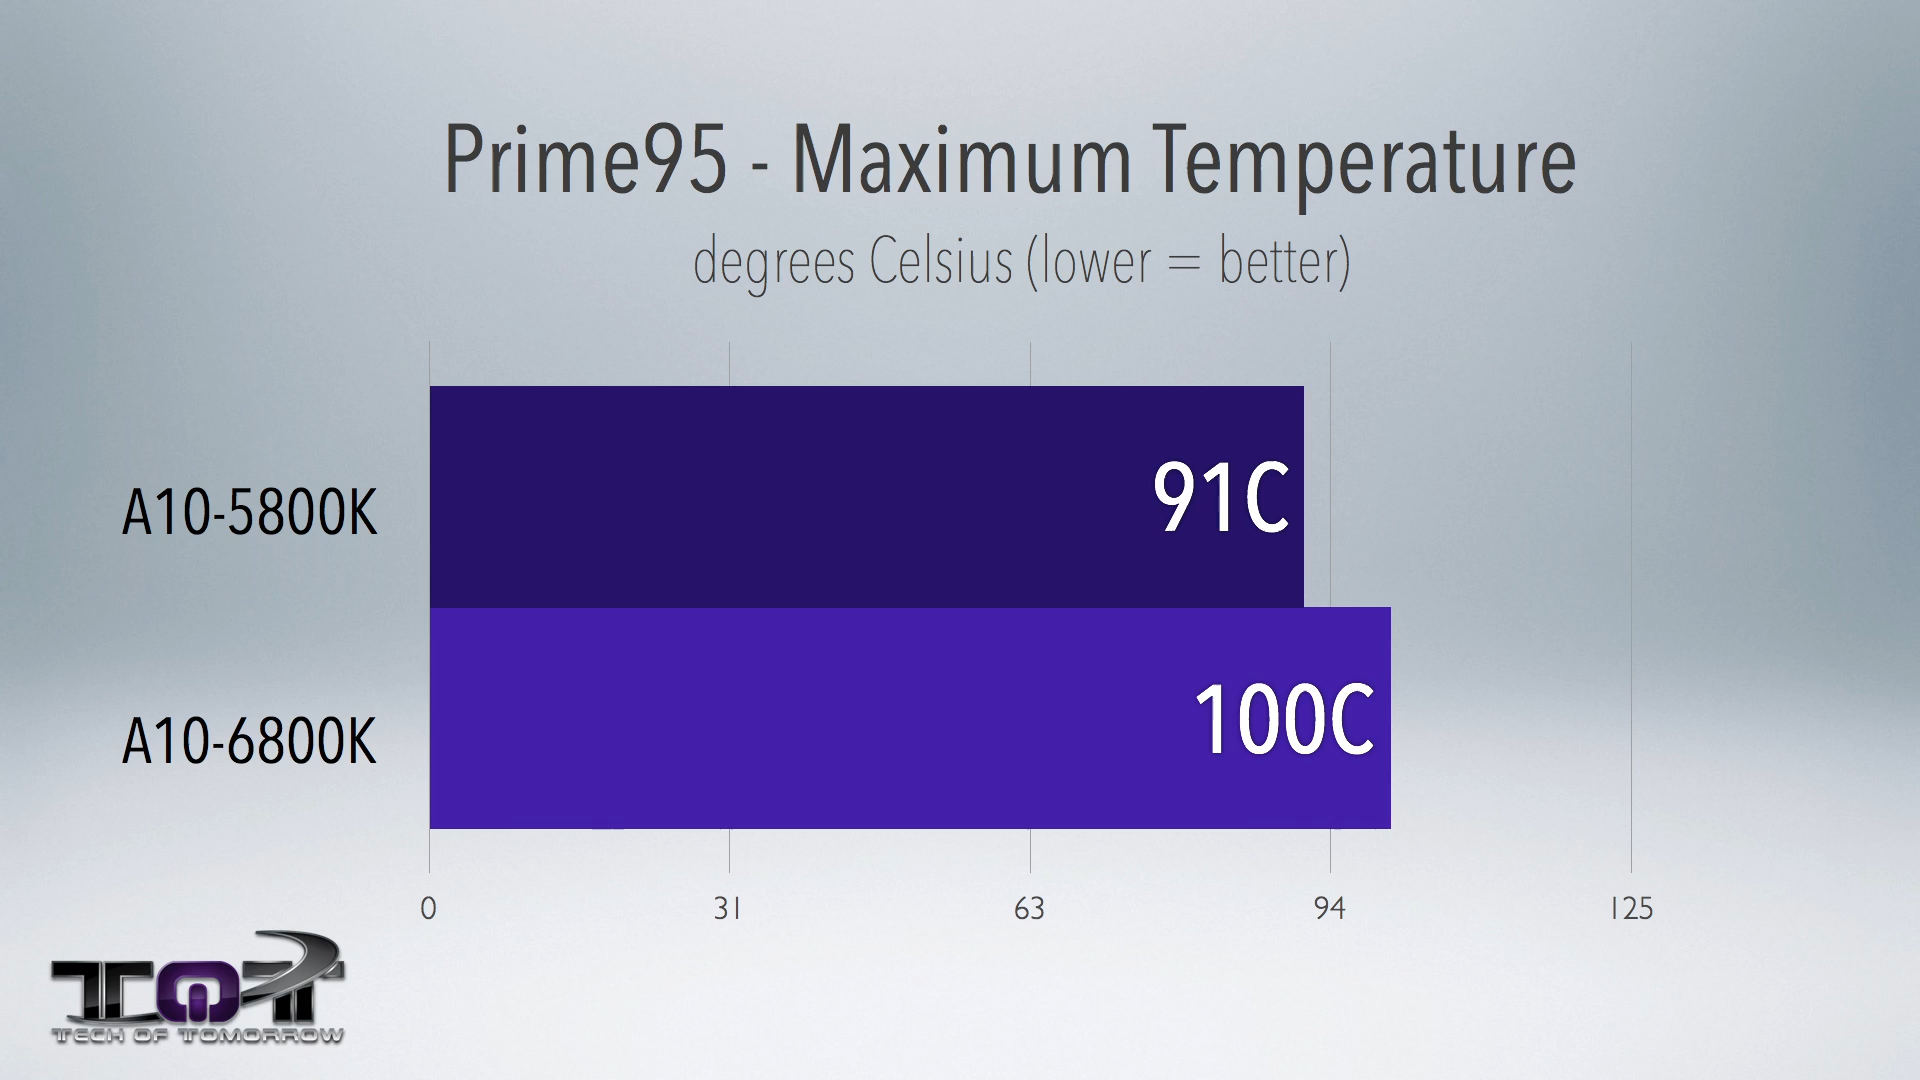 Prime95 - Maximum Temperature
degrees Celsius (lower = better)
A10-5800K
91C
A10-6800K
100C
0 31 63 94 125
TOT
TECH OF TOMORROW